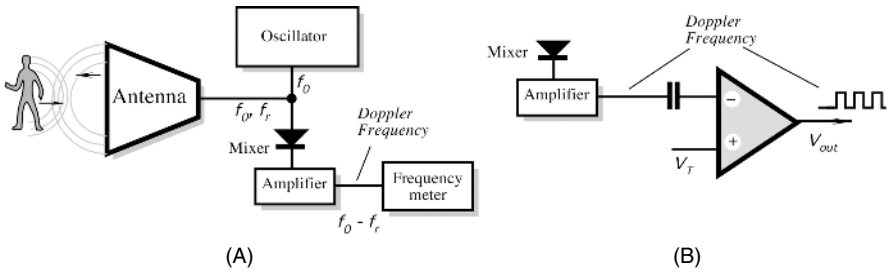 Oscillator
Antenna
f0
f0, fr
Mixer
Doppler
Frequency
Amplifier
Frequency
meter
f0 - fr
(A)
Doppler
Frequency
Mixer
Amplifier
−
+
VT
Vout
(B)